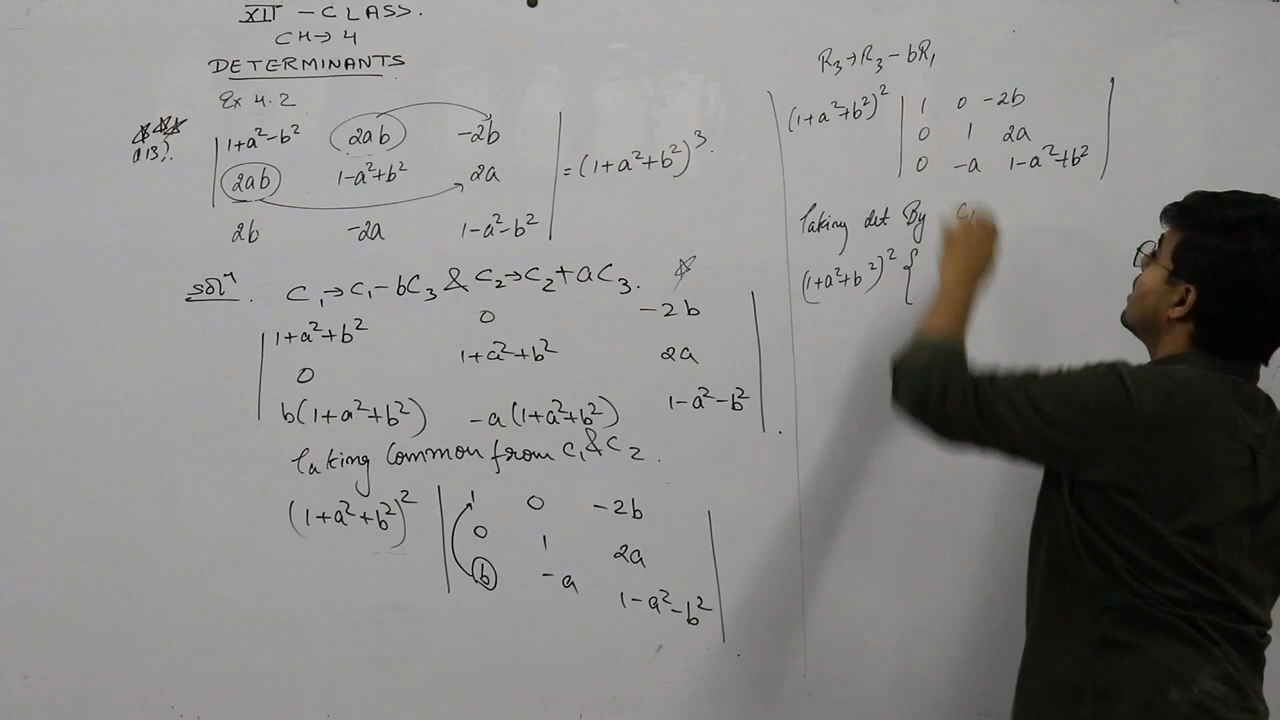 XII – CLASS.
CH → 4
DETERMINANTS
Ex 4.2
1+a²-b² 2ab -2b
2ab 1-a²+b² 2a = (1+a²+b²)³.
2b -2a 1-a²-b²
solⁿ. C₁→C₁-bC₃ & C₂→C₂+aC₃.
1+a²+b² 0 -2b
0 1+a²+b² 2a
b(1+a²+b²) -a(1+a²+b²) 1-a²-b²
Taking common from C₁ & C₂.
(1+a²+b²)² 1 0 -2b
0 1 2a
b -a 1-a²-b²
R₃→R₃-bR₁
(1+a²+b²)² 1 0 -2b
0 1 2a
0 -a 1-a²+b²
Taking det By C₁
(1+a²+b²)² {